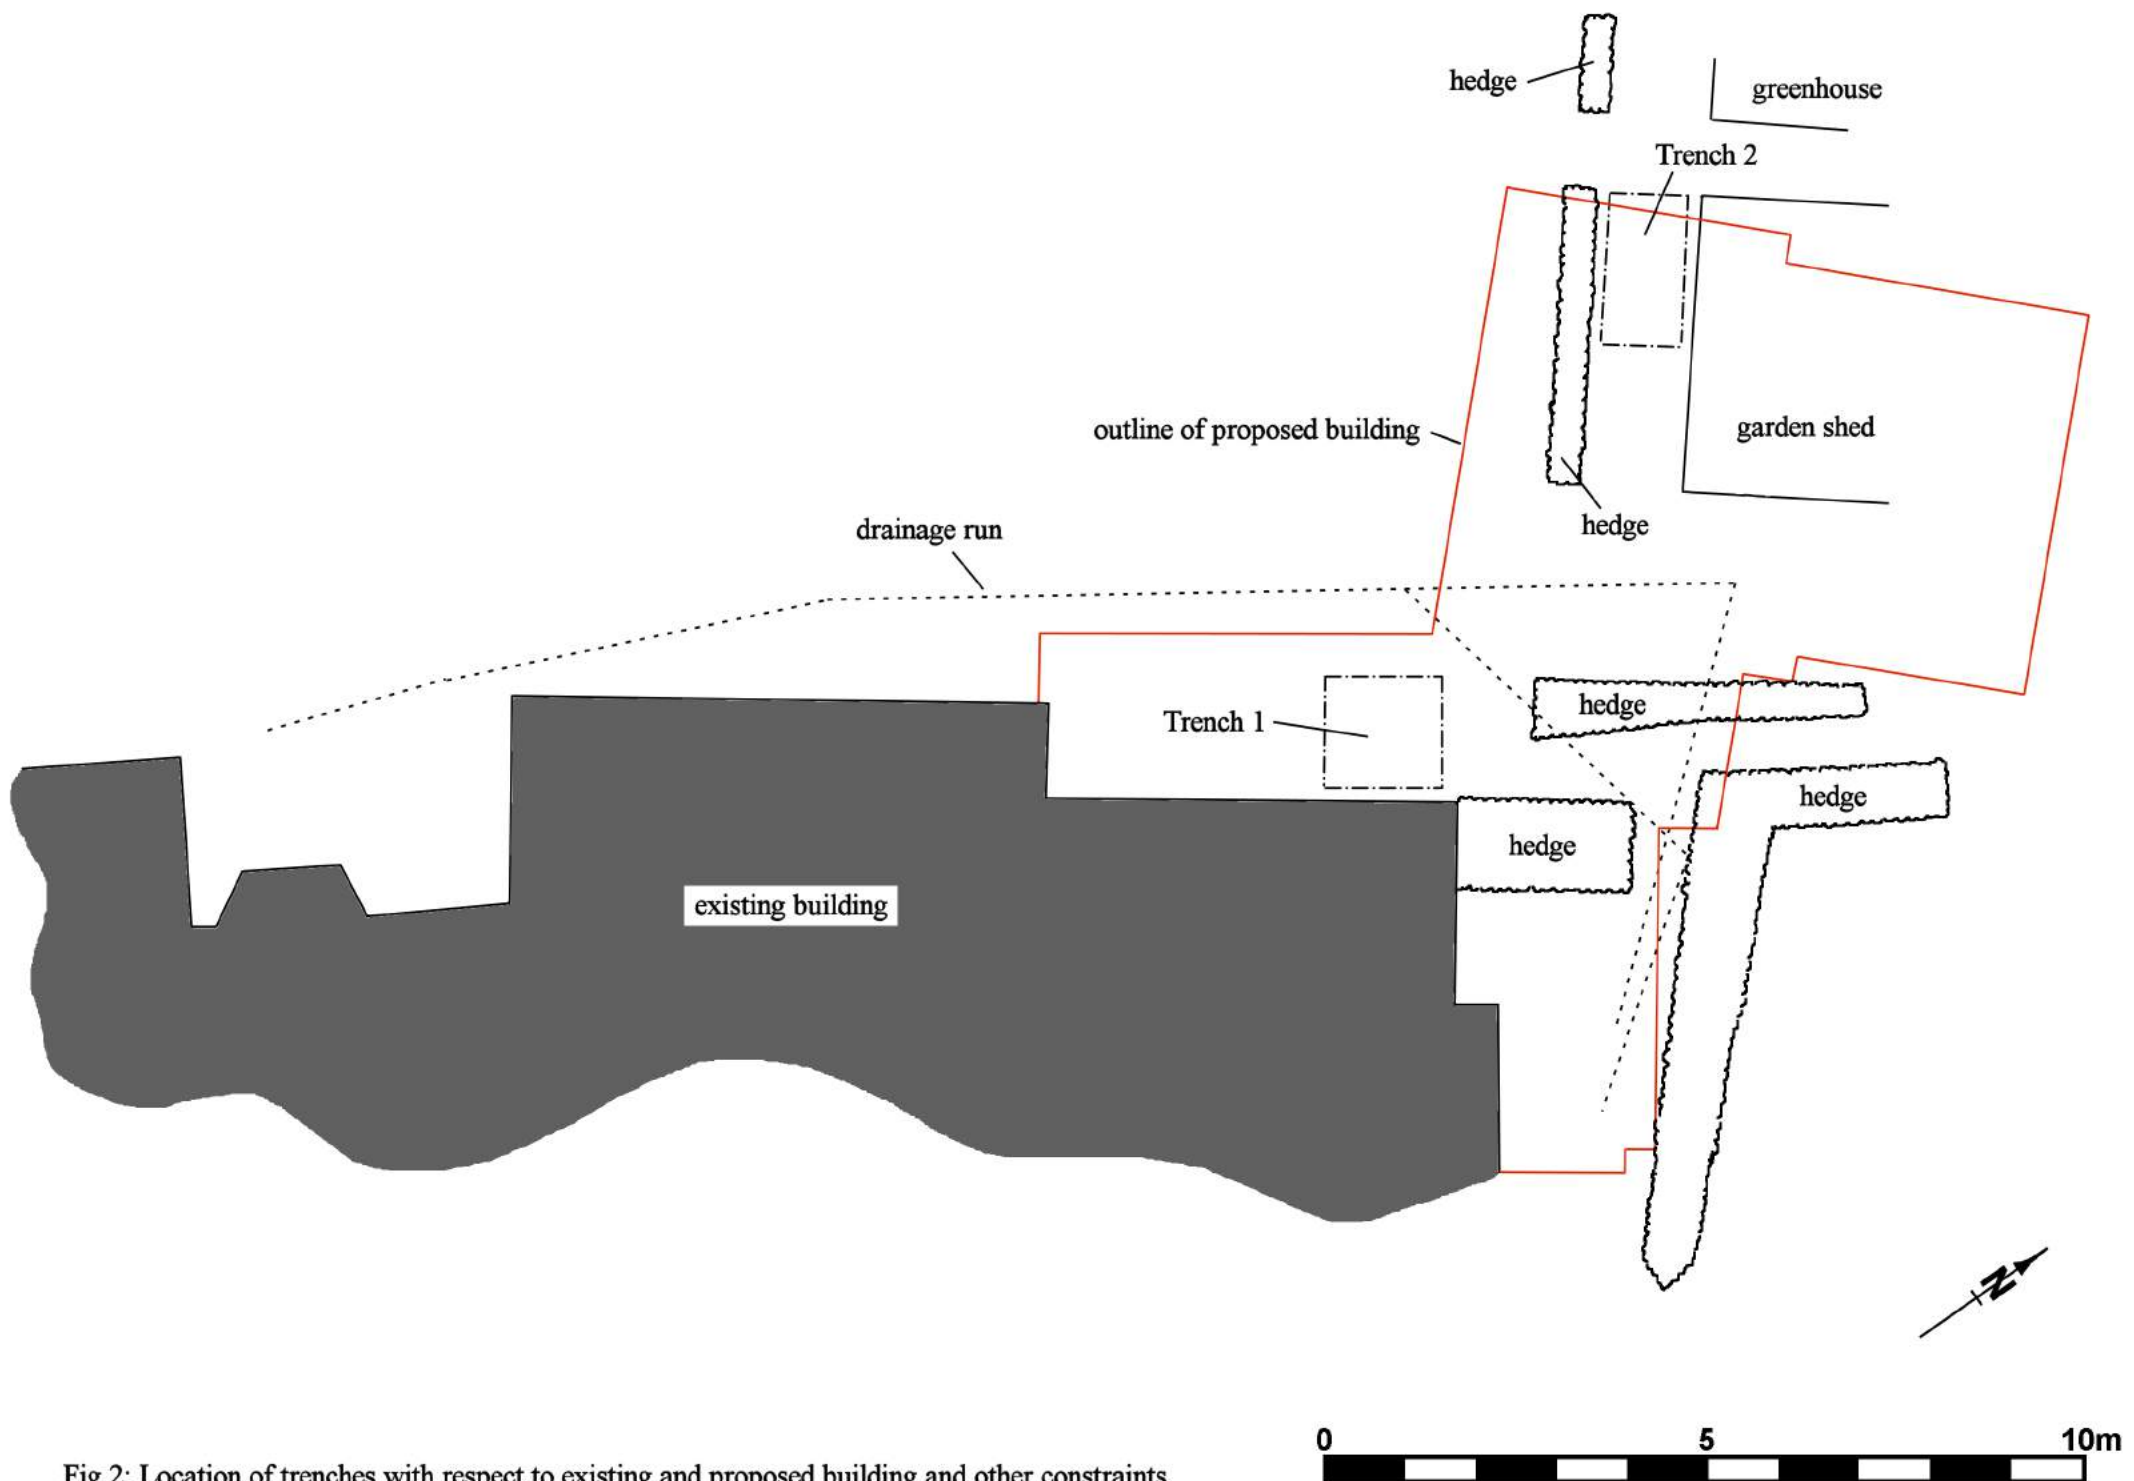 hedge
greenhouse
Trench 2
outline of proposed building
garden shed
hedge
drainage run
hedge
Trench 1
hedge
hedge
existing building
N
0 5 10m
Fig 2: Location of trenches with respect to existing and proposed building and other constraints